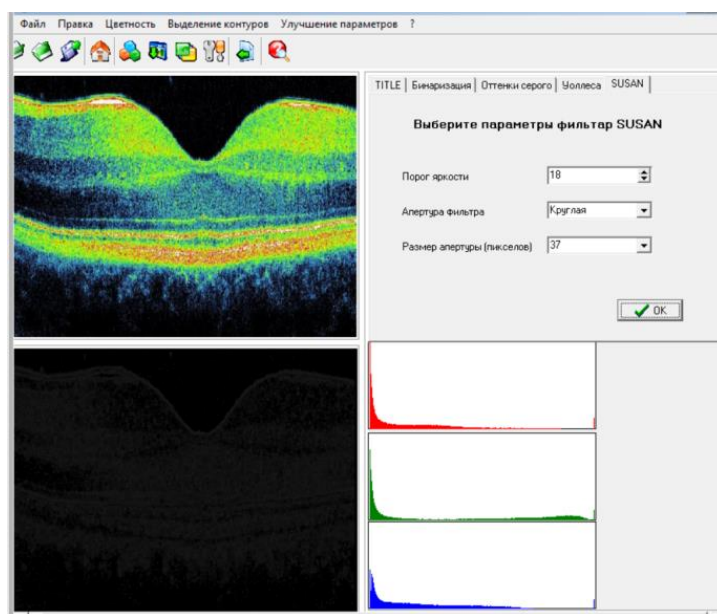 Файл Правка Цветность Выделение контуров Улучшение параметров ?
TITLE Бинаризация Оттенки серого Уоллеса SUSAN
Выберите параметры фильтар SUSAN
Порог яркости 18
Апертура фильтра Круглая
Размер апертуры (пикселов) 37
OK